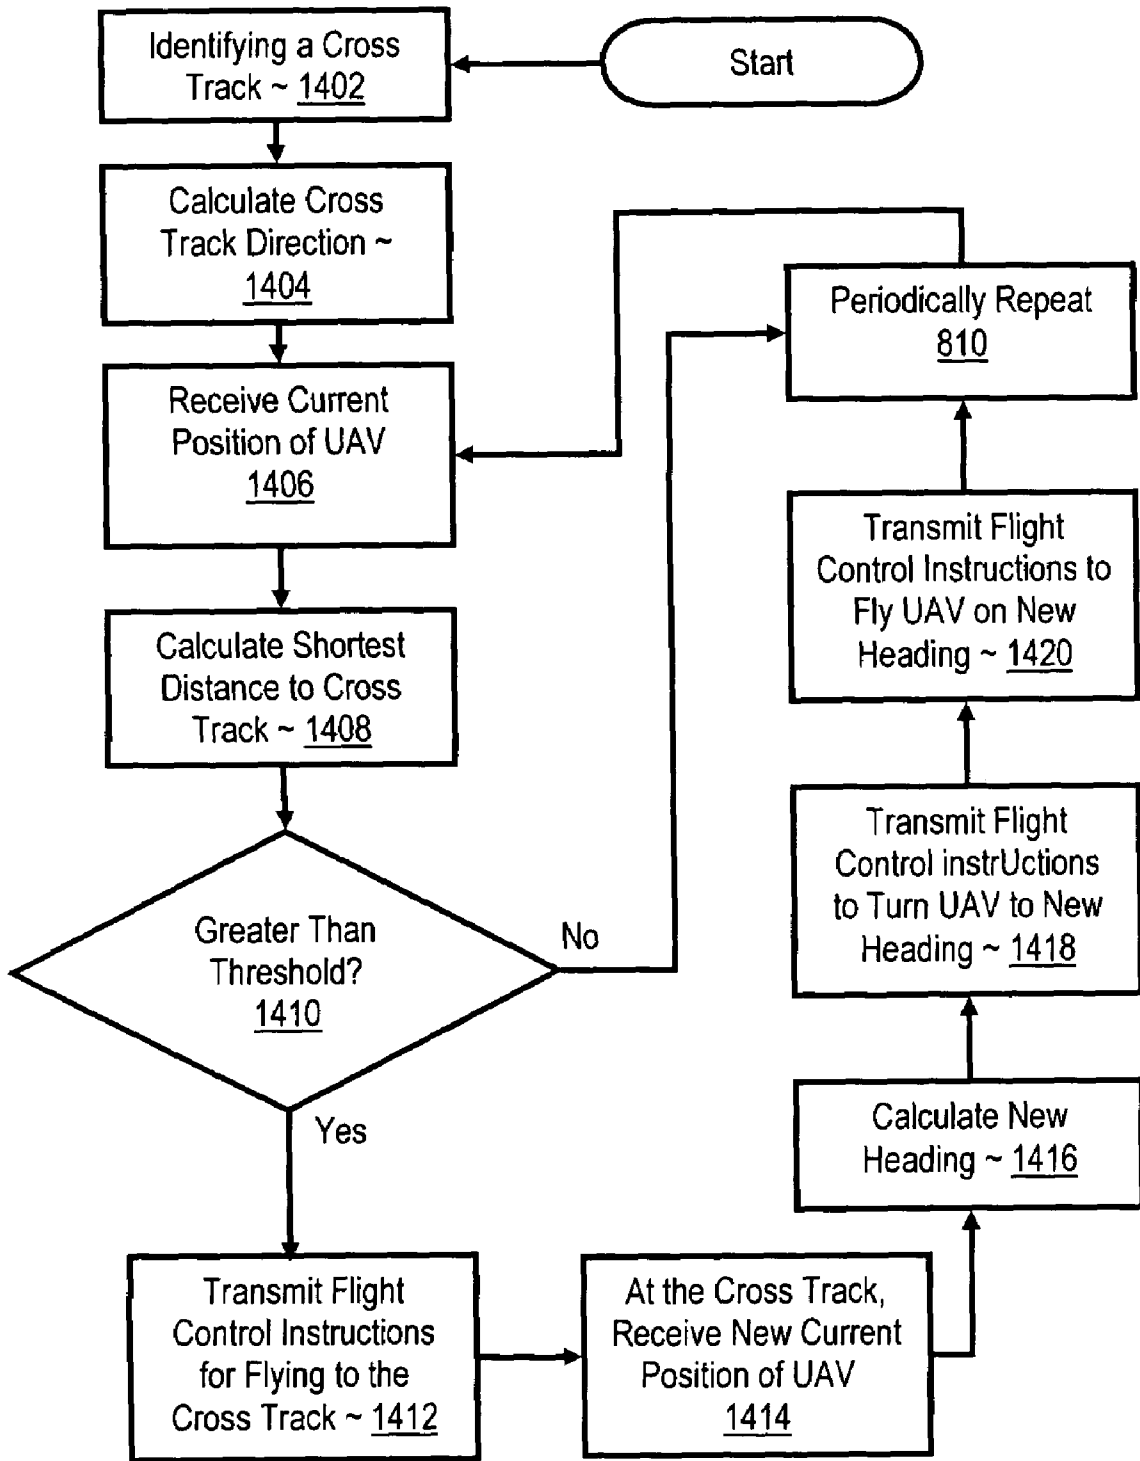 Start
Identifying a Cross
Track ~ 1402
Calculate Cross
Track Direction ~
1404
Receive Current
Position of UAV
1406
Calculate Shortest
Distance to Cross
Track ~ 1408
Greater Than
Threshold?
1410
No
Yes
Transmit Flight
Control Instructions
for Flying to the
Cross Track ~ 1412
At the Cross Track,
Receive New Current
Position of UAV
1414
Calculate New
Heading ~ 1416
Transmit Flight
Control instrUctions
to Turn UAV to New
Heading ~ 1418
Transmit Flight
Control Instructions to
Fly UAV on New
Heading ~ 1420
Periodically Repeat
810